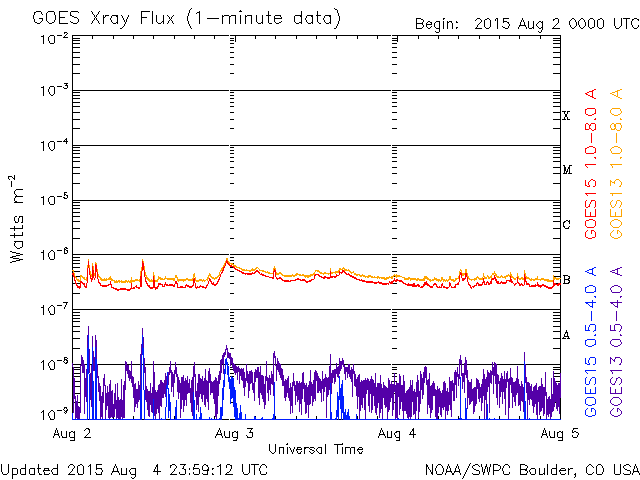 GOES Xray Flux (1-minute data)
Begin: 2015 Aug 2 0000 UTC
Watts m-2
10-2
10-3
10-4
10-5
10-6
10-7
10-8
10-9
X
M
C
B
A
GOES15 1.0-8.0 A
GOES13 1.0-8.0 A
GOES15 0.5-4.0 A
GOES13 0.5-4.0 A
Aug 2
Aug 3
Aug 4
Aug 5
Universal Time
Updated 2015 Aug 4 23:59:12 UTC
NOAA/SWPC Boulder, CO USA